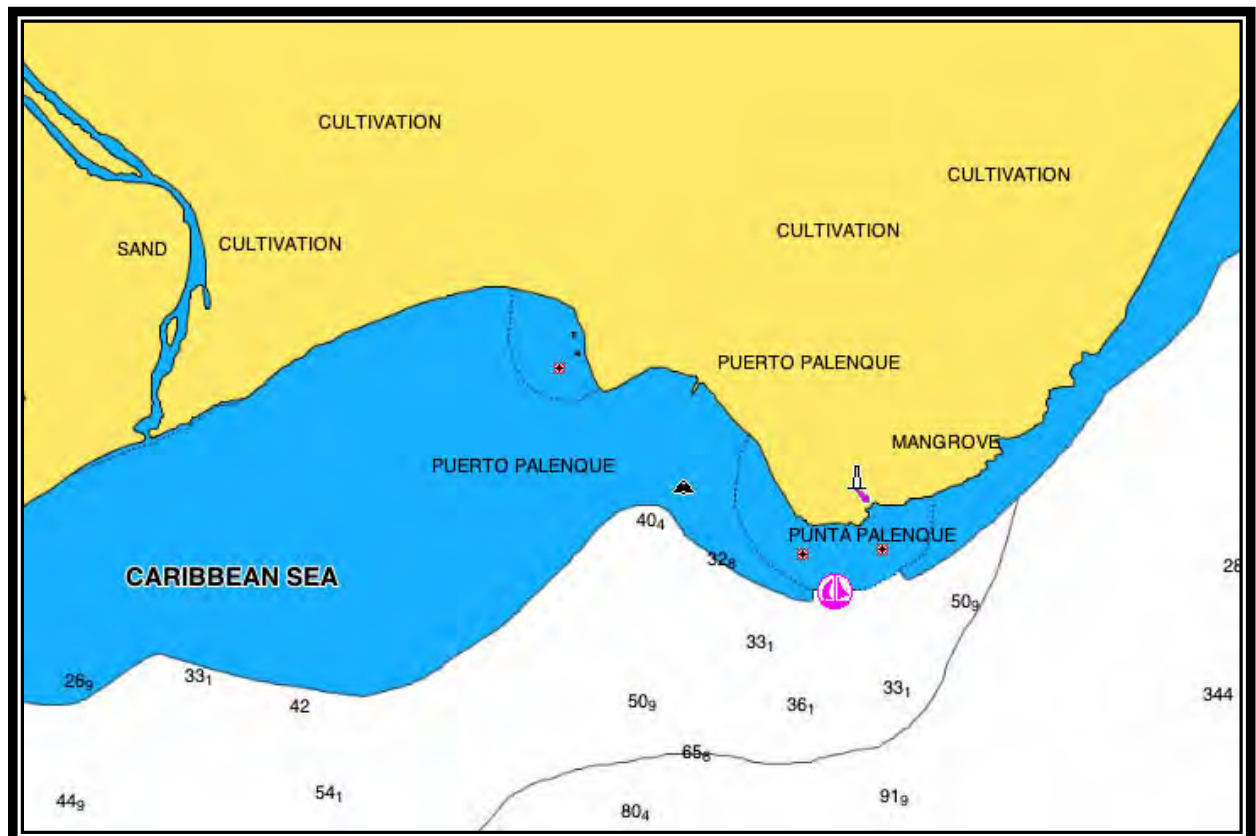 CULTIVATION
CULTIVATION
CULTIVATION
SAND
CULTIVATION
PUERTO PALENQUE
MANGROVE
PUERTO PALENQUE
40₄
PUNTA PALENQUE
32₈
28
CARIBBEAN SEA
50₉
33₁
33₁
26₉
33₁
344
42
50₉
36₁
65₈
44₉
54₁
91₉
80₄